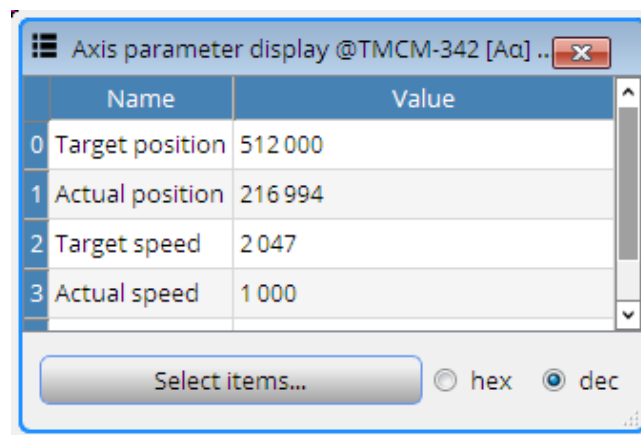 Axis parameter display @TMCM-342 [Aα] ..
Name Value
0 Target position 512 000
1 Actual position 216 994
2 Target speed 2 047
3 Actual speed 1 000
Select items... hex dec